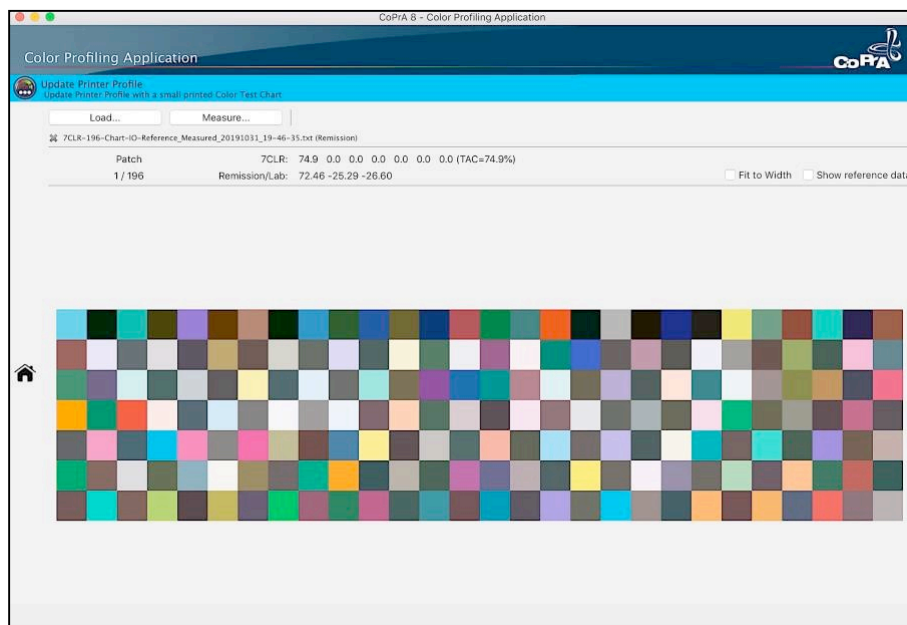 CoPrA 8 - Color Profiling Application
Color Profiling Application
CoPrA
Update Printer Profile
Update Printer Profile with a small printed Color Test Chart
Load... Measure...
7CLR-196-Chart-iO-Reference_Measured_20191031_19-46-35.txt (Remission)
Patch 7CLR: 74.9 0.0 0.0 0.0 0.0 0.0 0.0 (TAC=74.9%)
1 / 196 Remission/Lab: 72.46 -25.29 -26.60 Fit to Width Show reference data